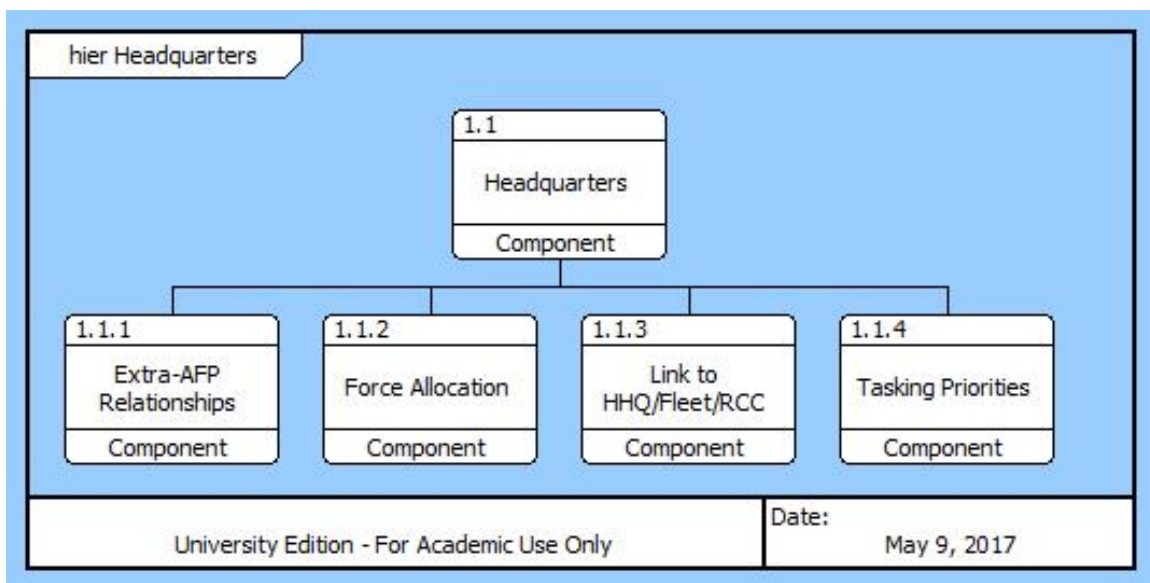 hier Headquarters
1.1
Headquarters
Component
1.1.1
Extra-AFP
Relationships
Component
1.1.2
Force Allocation
Component
1.1.3
Link to
HHQ/Fleet/RCC
Component
1.1.4
Tasking Priorities
Component
University Edition - For Academic Use Only
Date:
May 9, 2017